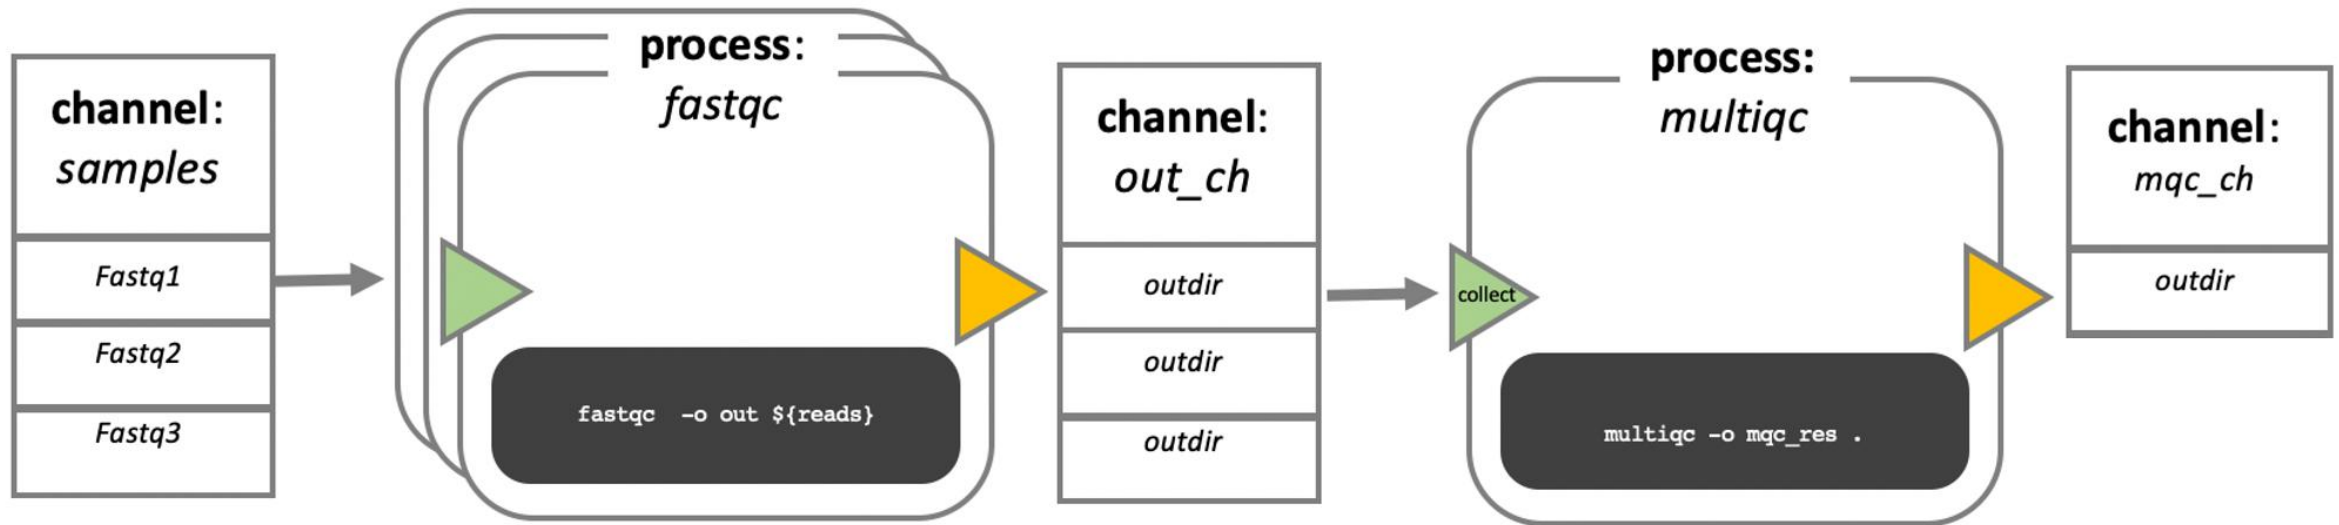 channel:
samples
Fastq1
Fastq2
Fastq3
process:
fastqc
fastqc  -o out ${reads}
channel:
out_ch
outdir
outdir
outdir
process:
multiqc
collect
multiqc -o mqc_res .
channel:
mqc_ch
outdir